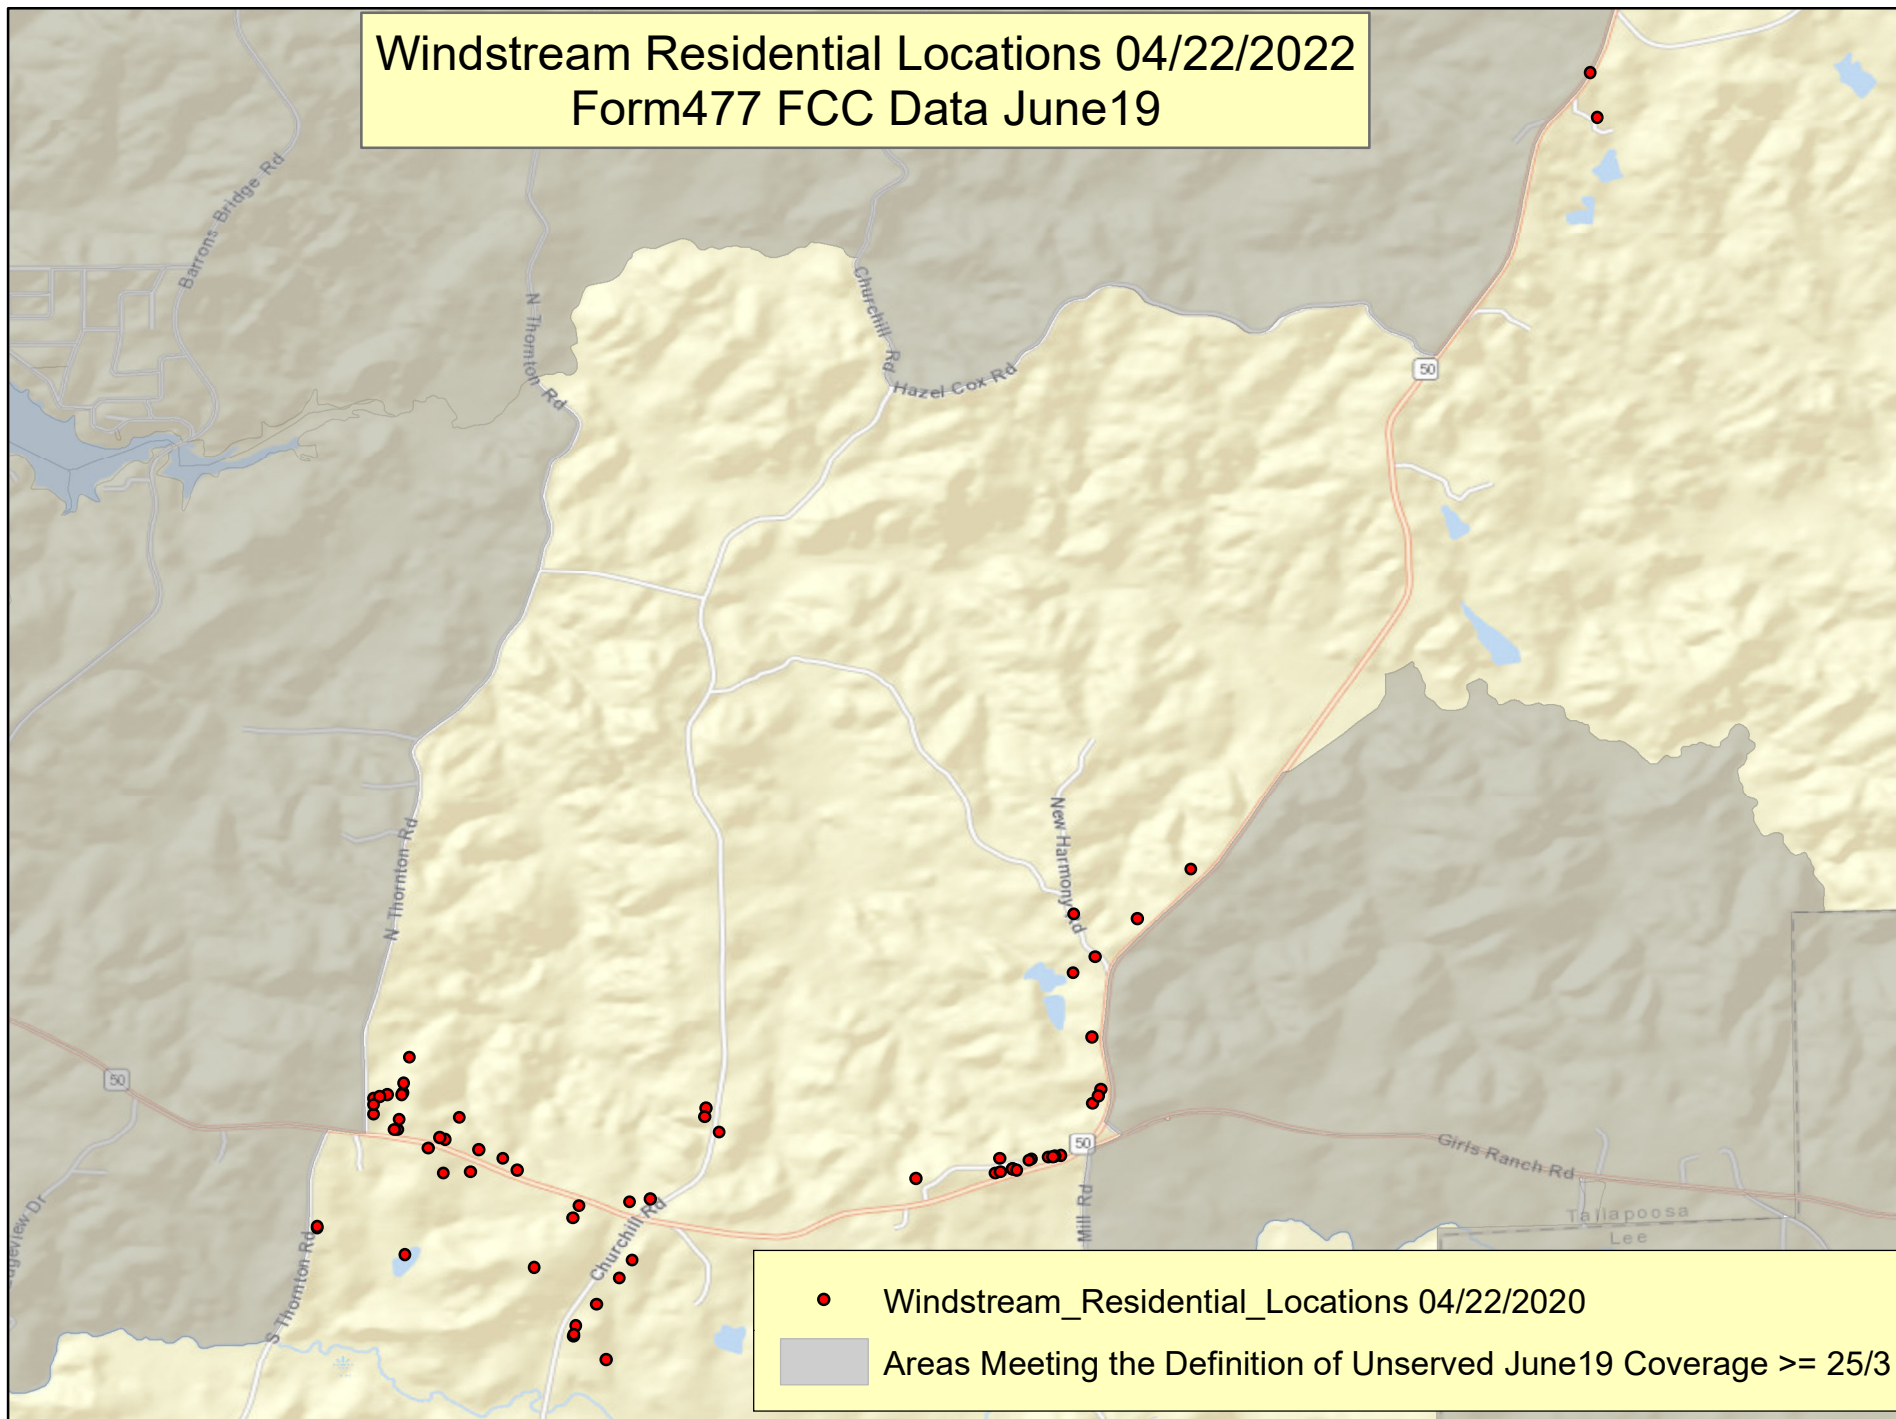 Windstream Residential Locations 04/22/2022
Form477 FCC Data June19
Barrons Bridge Rd
N Thornton Rd
Churchill Rd
Hazel Cox Rd
50
N Thornton Rd
New Harmony Rd
50
50
Girls Ranch Rd
Mill Rd
Tallapoosa
Lee
Churchill Rd
S Thornton Rd
Dr
Windstream_Residential_Locations 04/22/2020
Areas Meeting the Definition of Unserved June19 Coverage >= 25/3